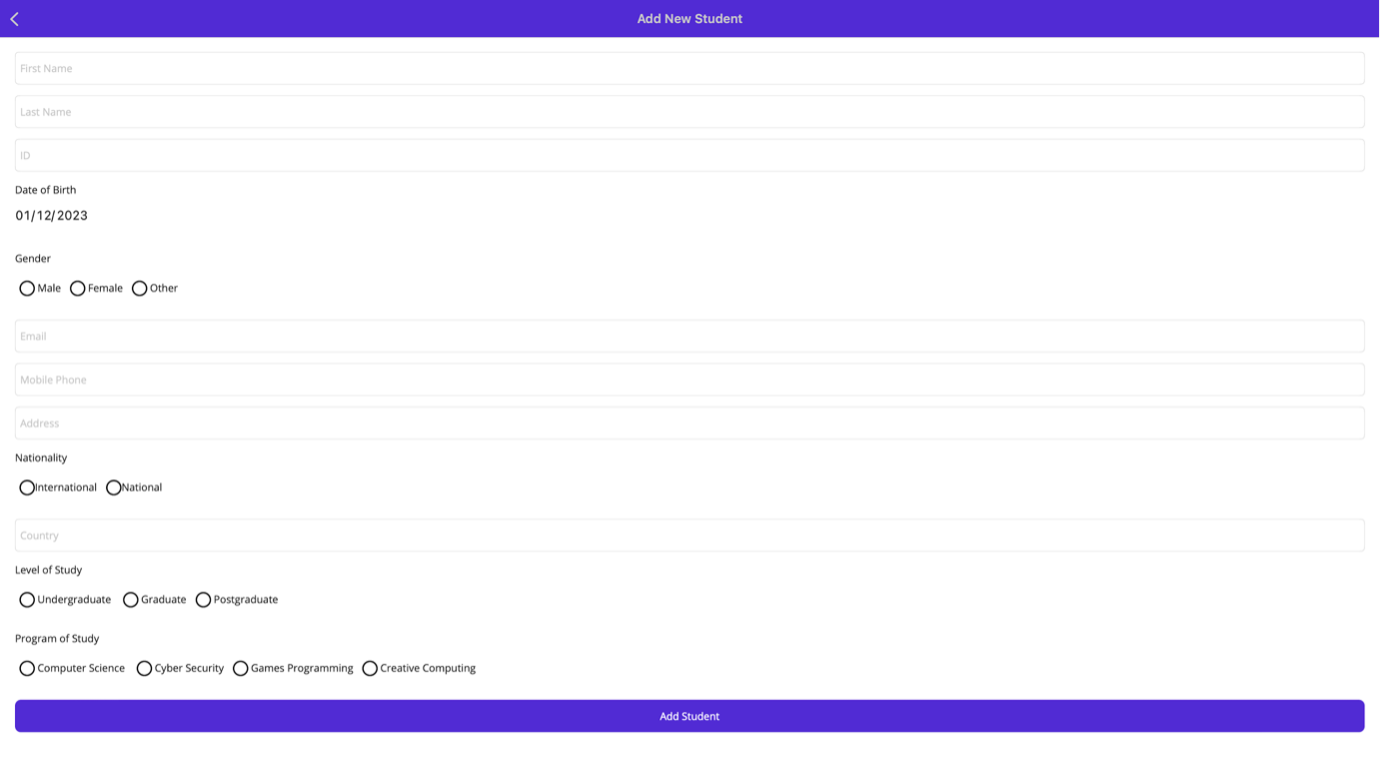 Add New Student
First Name
Last Name
ID
Date of Birth
01/12/2023
Gender
Male Female Other
Email
Mobile Phone
Address
Nationality
International National
Country
Level of Study
Undergraduate Graduate Postgraduate
Program of Study
Computer Science Cyber Security Games Programming Creative Computing
Add Student